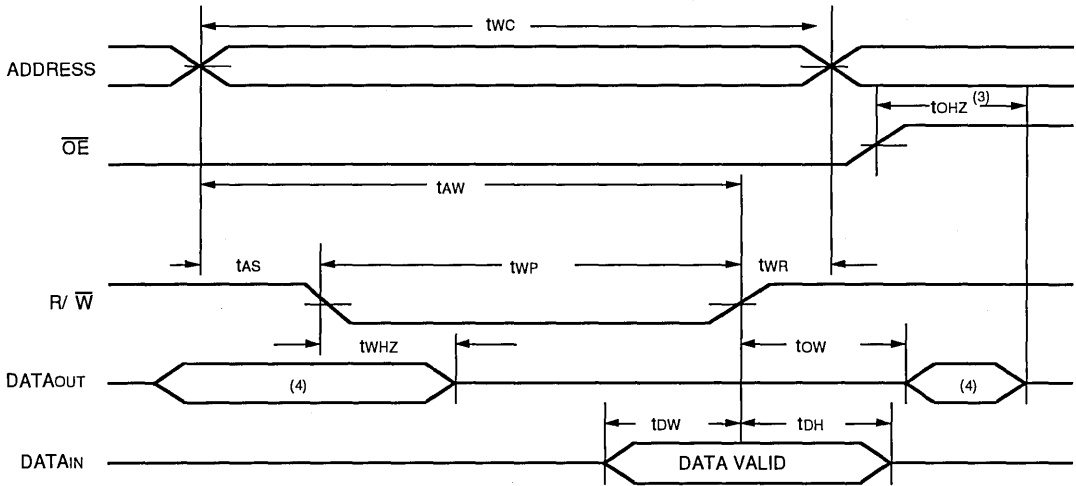 tWC
ADDRESS
tOHZ (3)
OE
tAW
tAS
tWP
tWR
R/ W
tWHZ
tOW
DATAOUT
(4)
(4)
tDW
tDH
DATAIN
DATA VALID